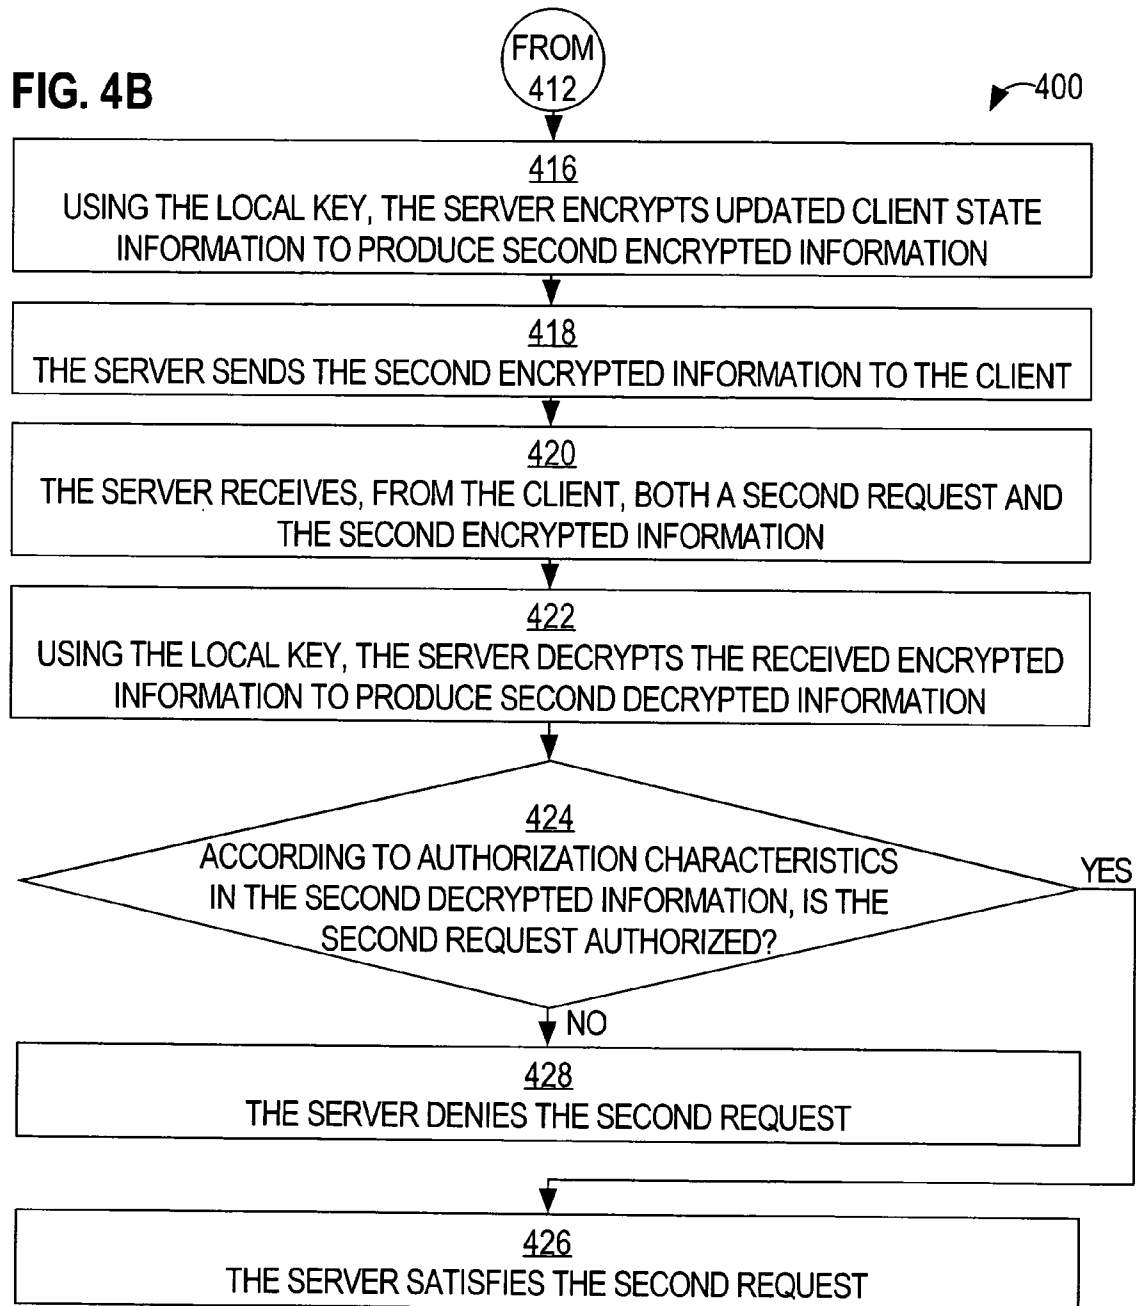 FROM
412
FIG. 4B
400
416
USING THE LOCAL KEY, THE SERVER ENCRYPTS UPDATED CLIENT STATE
INFORMATION TO PRODUCE SECOND ENCRYPTED INFORMATION
418
THE SERVER SENDS THE SECOND ENCRYPTED INFORMATION TO THE CLIENT
420
THE SERVER RECEIVES, FROM THE CLIENT, BOTH A SECOND REQUEST AND
THE SECOND ENCRYPTED INFORMATION
422
USING THE LOCAL KEY, THE SERVER DECRYPTS THE RECEIVED ENCRYPTED
INFORMATION TO PRODUCE SECOND DECRYPTED INFORMATION
424
ACCORDING TO AUTHORIZATION CHARACTERISTICS
IN THE SECOND DECRYPTED INFORMATION, IS THE
SECOND REQUEST AUTHORIZED?
YES
NO
428
THE SERVER DENIES THE SECOND REQUEST
426
THE SERVER SATISFIES THE SECOND REQUEST